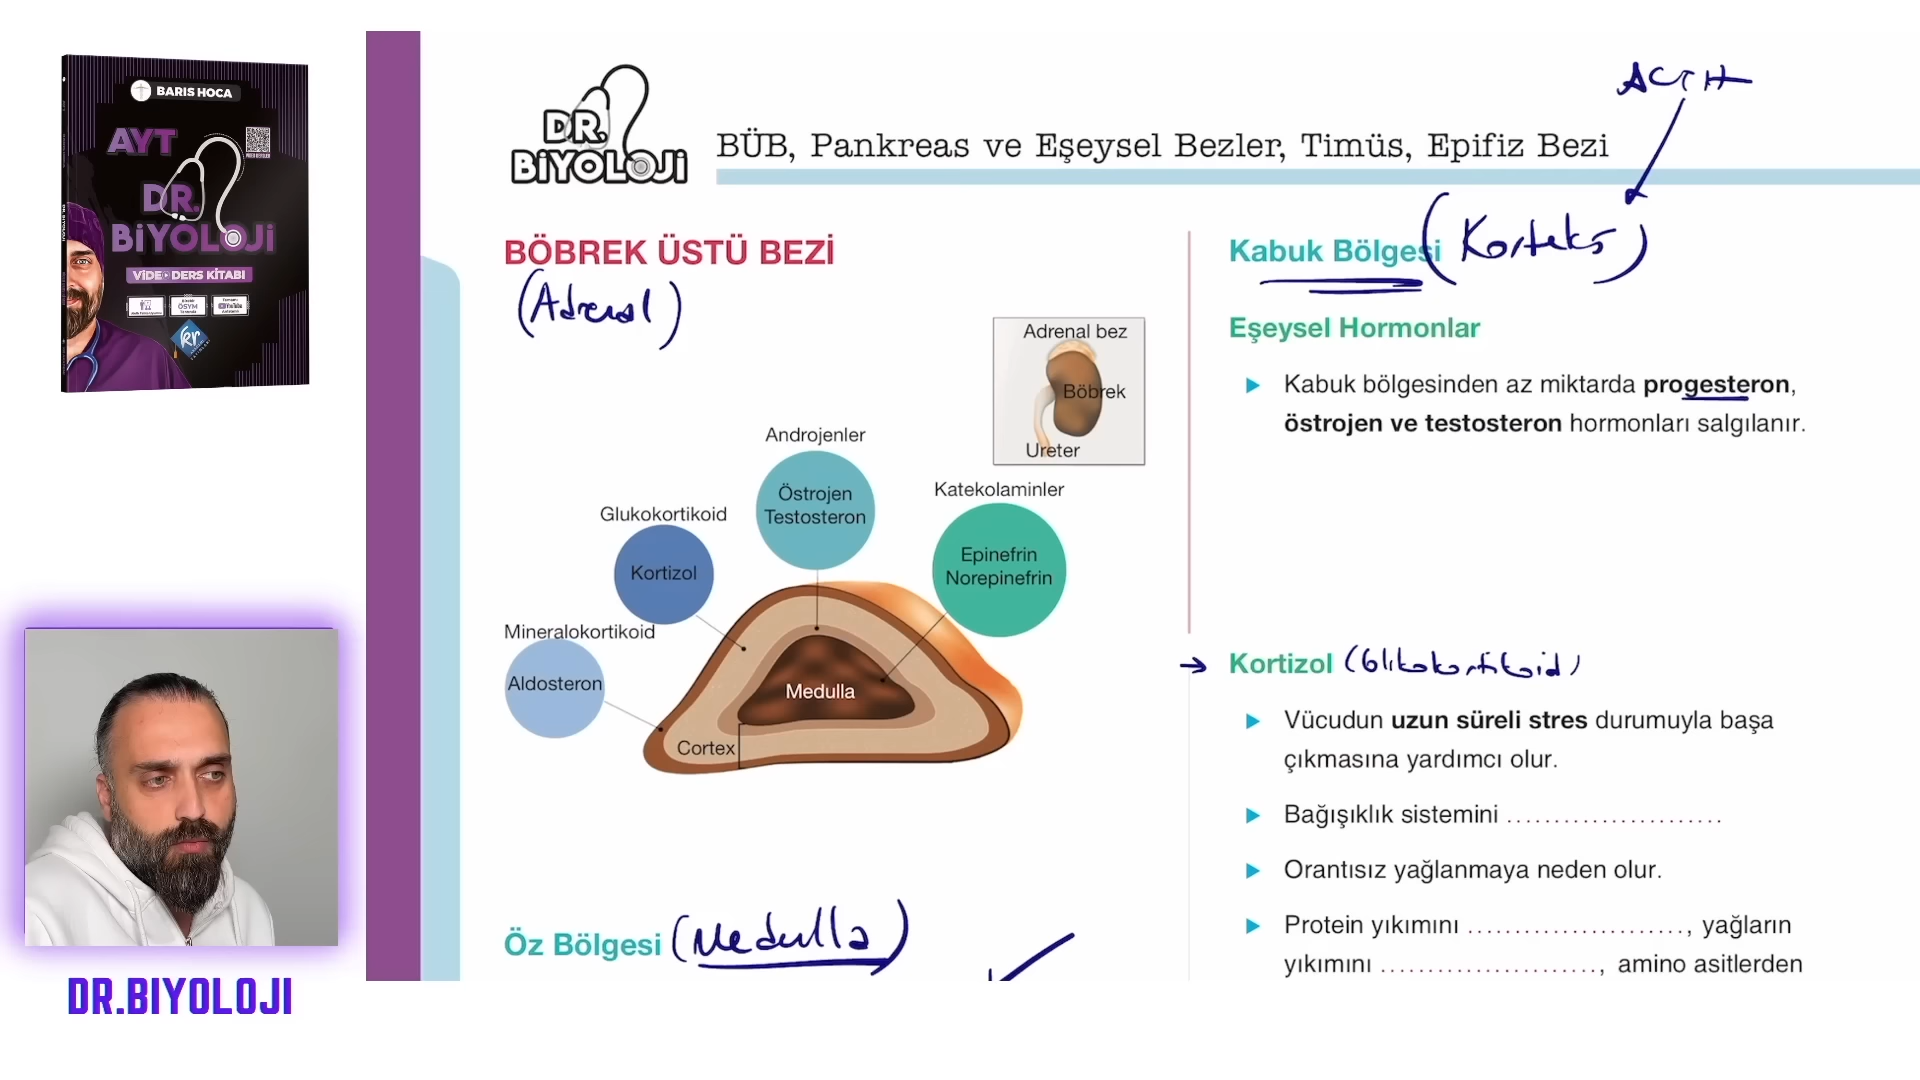 BARIS HOCA
AYT
DR.
BİYOLOJİ
VİDEO DERS KİTABI
DR.BIYOLOJI
DR.
BİYOLOJİ
BÜB, Pankreas ve Eşeysel Bezler, Timüs, Epifiz Bezi
ACTH
BÖBREK ÜSTÜ BEZİ
(Adrenal)
Adrenal bez
Böbrek
Ureter
Androjenler
Östrojen
Testosteron
Katekolaminler
Epinefrin
Norepinefrin
Glukokortikoid
Kortizol
Mineralokortikoid
Aldosteron
Medulla
Cortex
Öz Bölgesi (Medulla)
Kabuk Bölgesi (Korteks)
Eşeysel Hormonlar
Kabuk bölgesinden az miktarda progesteron,
östrojen ve testosteron hormonları salgılanır.
→ Kortizol (Glikokortikoid)
Vücudun uzun süreli stres durumuyla başa
çıkmasına yardımcı olur.
Bağışıklık sistemini .......................
Orantısız yağlanmaya neden olur.
Protein yıkımını ......................., yağların
yıkımını ......................., amino asitlerden